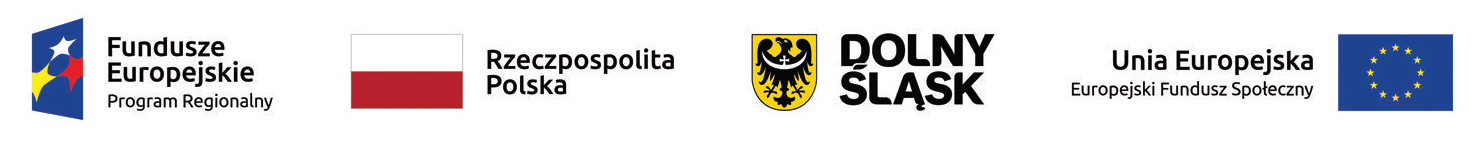 Fundusze
Europejskie
Program Regionalny
Rzeczpospolita
Polska
DOLNY
ŚLĄSK
Unia Europejska
Europejski Fundusz Społeczny